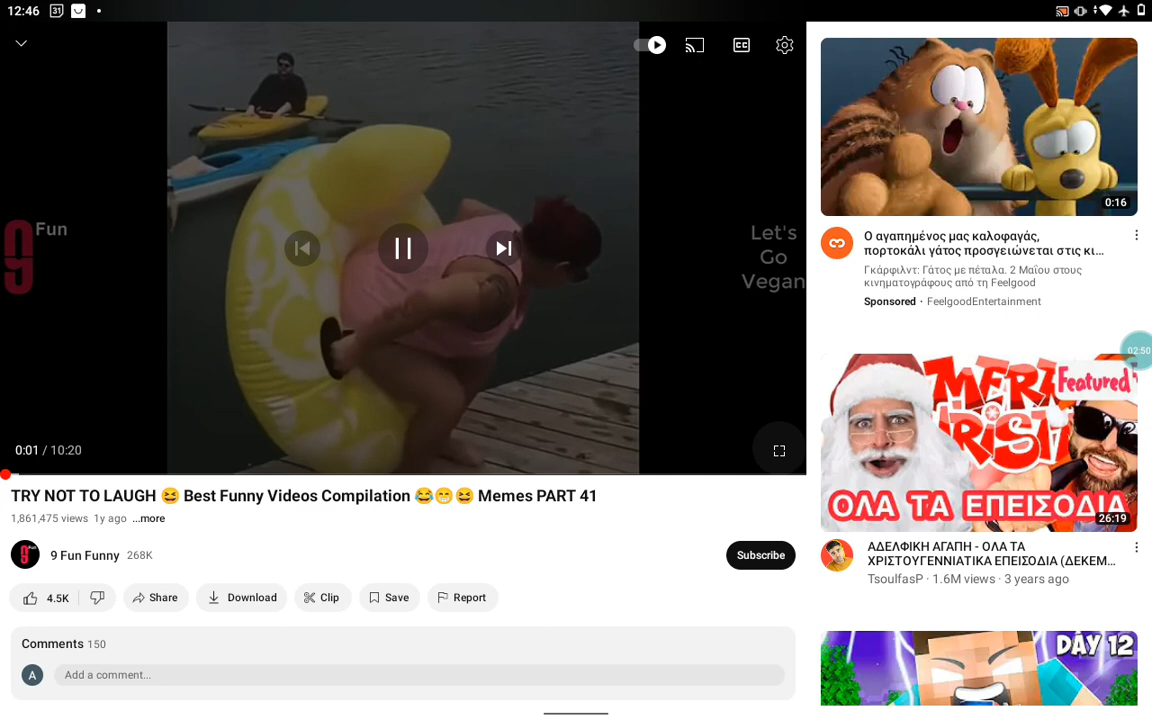 12:46
31
CC
9 Fun
Let's
Go
Vegan
0:01 / 10:20
TRY NOT TO LAUGH 😆 Best Funny Videos Compilation 😂😁😆 Memes PART 41
1,861,475 views 1y ago ...more
9 Fun Funny 268K
Subscribe
4.5K
Share
Download
Clip
Save
Report
Comments 150
A
Add a comment...
0:16
Ο αγαπημένος μας καλοφαγάς,
πορτοκάλι γάτος προσγειώνεται στις κι...
Γκάρφιλντ: Γάτος με πέταλα. 2 Μαΐου στους
κινηματογράφους από τη Feelgood
Sponsored · FeelgoodEntertainment
02:50
Featured
ΟΛΑ ΤΑ ΕΠΕΙΣΟΔΙΑ
26:19
ΑΔΕΛΦΙΚΗ ΑΓΑΠΗ - ΟΛΑ ΤΑ
ΧΡΙΣΤΟΥΓΕΝΝΙΑΤΙΚΑ ΕΠΕΙΣΟΔΙΑ (ΔΕΚΕΜ...
TsoulfasP · 1.6M views · 3 years ago
DAY 12